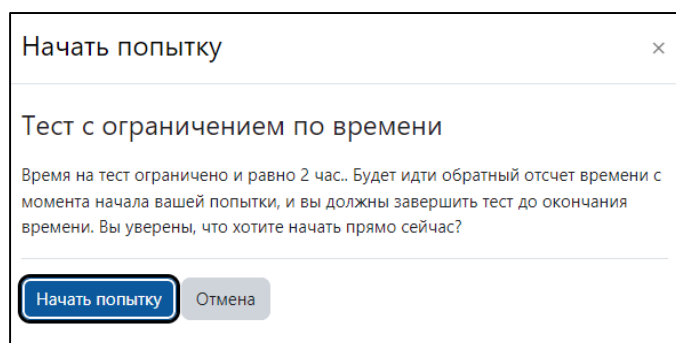 Начать попытку ×
Тест с ограничением по времени
Время на тест ограничено и равно 2 час.. Будет идти обратный отсчет времени с
момента начала вашей попытки, и вы должны завершить тест до окончания
времени. Вы уверены, что хотите начать прямо сейчас?
Начать попытку Отмена